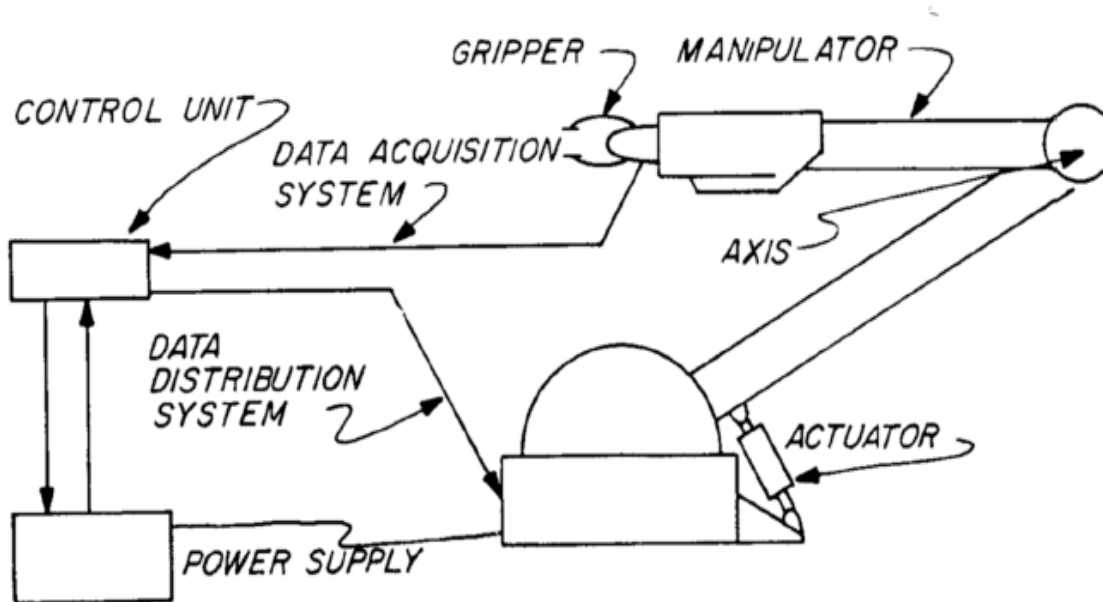 GRIPPER
MANIPULATOR
CONTROL UNIT
DATA ACQUISITION
SYSTEM
AXIS
DATA
DISTRIBUTION
SYSTEM
ACTUATOR
POWER SUPPLY